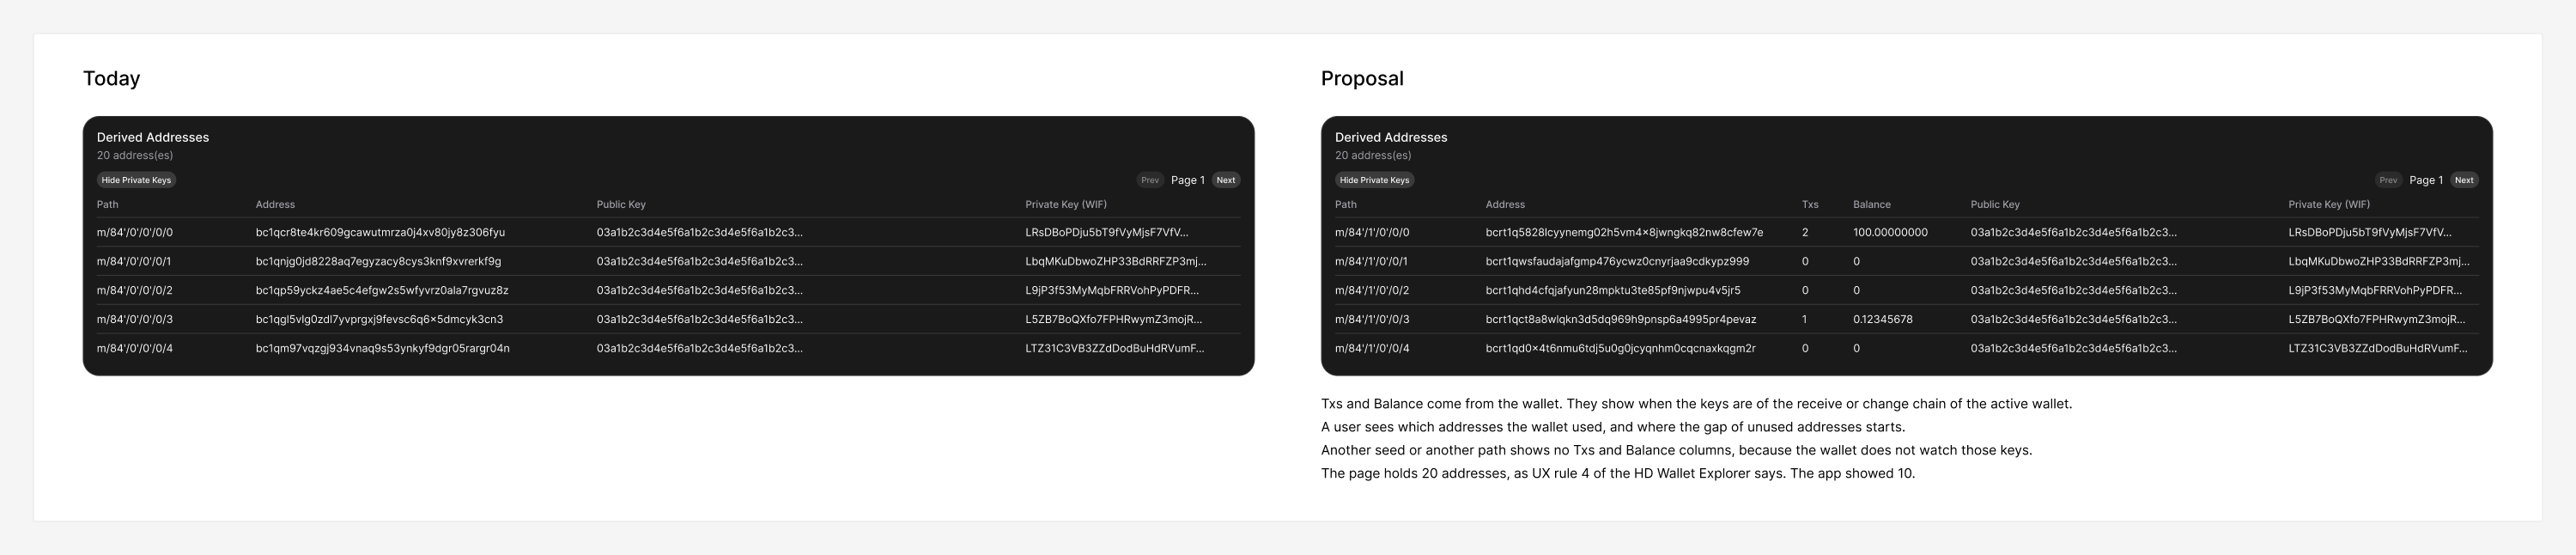 Today
Derived Addresses
20 address(es)
Hide Private Keys
Prev Page 1 Next
Path Address Public Key Private Key (WIF)
m/84'/0'/0'/0/0 bc1qcr8te4kr609gcawutmrza0j4xv80jy8z306fyu 03a1b2c3d4e5f6a1b2c3d4e5f6a1b2c3... LRsDBoPDju5bT9fVyMjsF7VfV...
m/84'/0'/0'/0/1 bc1qnjg0jd8228aq7egyzacy8cys3knf9xvrerkf9g 03a1b2c3d4e5f6a1b2c3d4e5f6a1b2c3... LbqMKuDbwoZHP33BdRRFZP3mj...
m/84'/0'/0'/0/2 bc1qp59yckz4ae5c4efgw2s5wfyvrz0ala7rgvuz8z 03a1b2c3d4e5f6a1b2c3d4e5f6a1b2c3... L9jP3f53MyMqbFRRVohPyPDFR...
m/84'/0'/0'/0/3 bc1qgl5vlg0zdl7yvprgxj9fevsc6q6×5dmcyk3cn3 03a1b2c3d4e5f6a1b2c3d4e5f6a1b2c3... L5ZB7BoQXfo7FPHRwymZ3mojR...
m/84'/0'/0'/0/4 bc1qm97vqzgj934vnaq9s53ynkyf9dgr05rargr04n 03a1b2c3d4e5f6a1b2c3d4e5f6a1b2c3... LTZ31C3VB3ZZdDodBuHdRVumF...
Proposal
Derived Addresses
20 address(es)
Hide Private Keys
Prev Page 1 Next
Path Address Txs Balance Public Key Private Key (WIF)
m/84'/1'/0'/0/0 bcrt1q5828lcyynemg02h5vm4×8jwngkq82nw8cfew7e 2 100.00000000 03a1b2c3d4e5f6a1b2c3d4e5f6a1b2c3... LRsDBoPDju5bT9fVyMjsF7VfV...
m/84'/1'/0'/0/1 bcrt1qwsfaudajafgmp476ycwz0cnyrjaa9cdkypz999 0 0 03a1b2c3d4e5f6a1b2c3d4e5f6a1b2c3... LbqMKuDbwoZHP33BdRRFZP3mj...
m/84'/1'/0'/0/2 bcrt1qhd4cfqjafyun28mpktu3te85pf9njwpu4v5jr5 0 0 03a1b2c3d4e5f6a1b2c3d4e5f6a1b2c3... L9jP3f53MyMqbFRRVohPyPDFR...
m/84'/1'/0'/0/3 bcrt1qct8a8wlqkn3d5dq969h9pnsp6a4995pr4pevaz 1 0.12345678 03a1b2c3d4e5f6a1b2c3d4e5f6a1b2c3... L5ZB7BoQXfo7FPHRwymZ3mojR...
m/84'/1'/0'/0/4 bcrt1qd0×4t6nmu6tdj5u0g0jcyqnhm0cqcnaxkqgm2r 0 0 03a1b2c3d4e5f6a1b2c3d4e5f6a1b2c3... LTZ31C3VB3ZZdDodBuHdRVumF...
Txs and Balance come from the wallet. They show when the keys are of the receive or change chain of the active wallet.
A user sees which addresses the wallet used, and where the gap of unused addresses starts.
Another seed or another path shows no Txs and Balance columns, because the wallet does not watch those keys.
The page holds 20 addresses, as UX rule 4 of the HD Wallet Explorer says. The app showed 10.